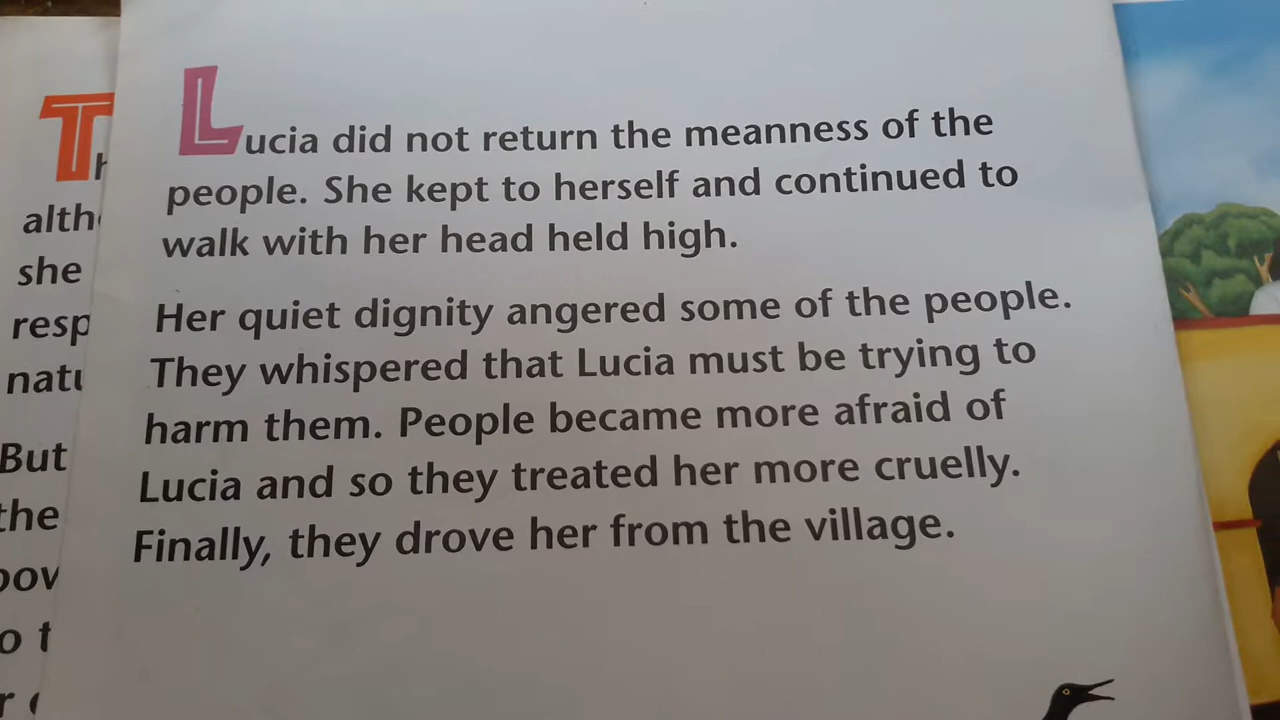 Lucia did not return the meanness of the
people. She kept to herself and continued to
walk with her head held high.
Her quiet dignity angered some of the people.
They whispered that Lucia must be trying to
harm them. People became more afraid of
Lucia and so they treated her more cruelly.
Finally, they drove her from the village.
she
But
the